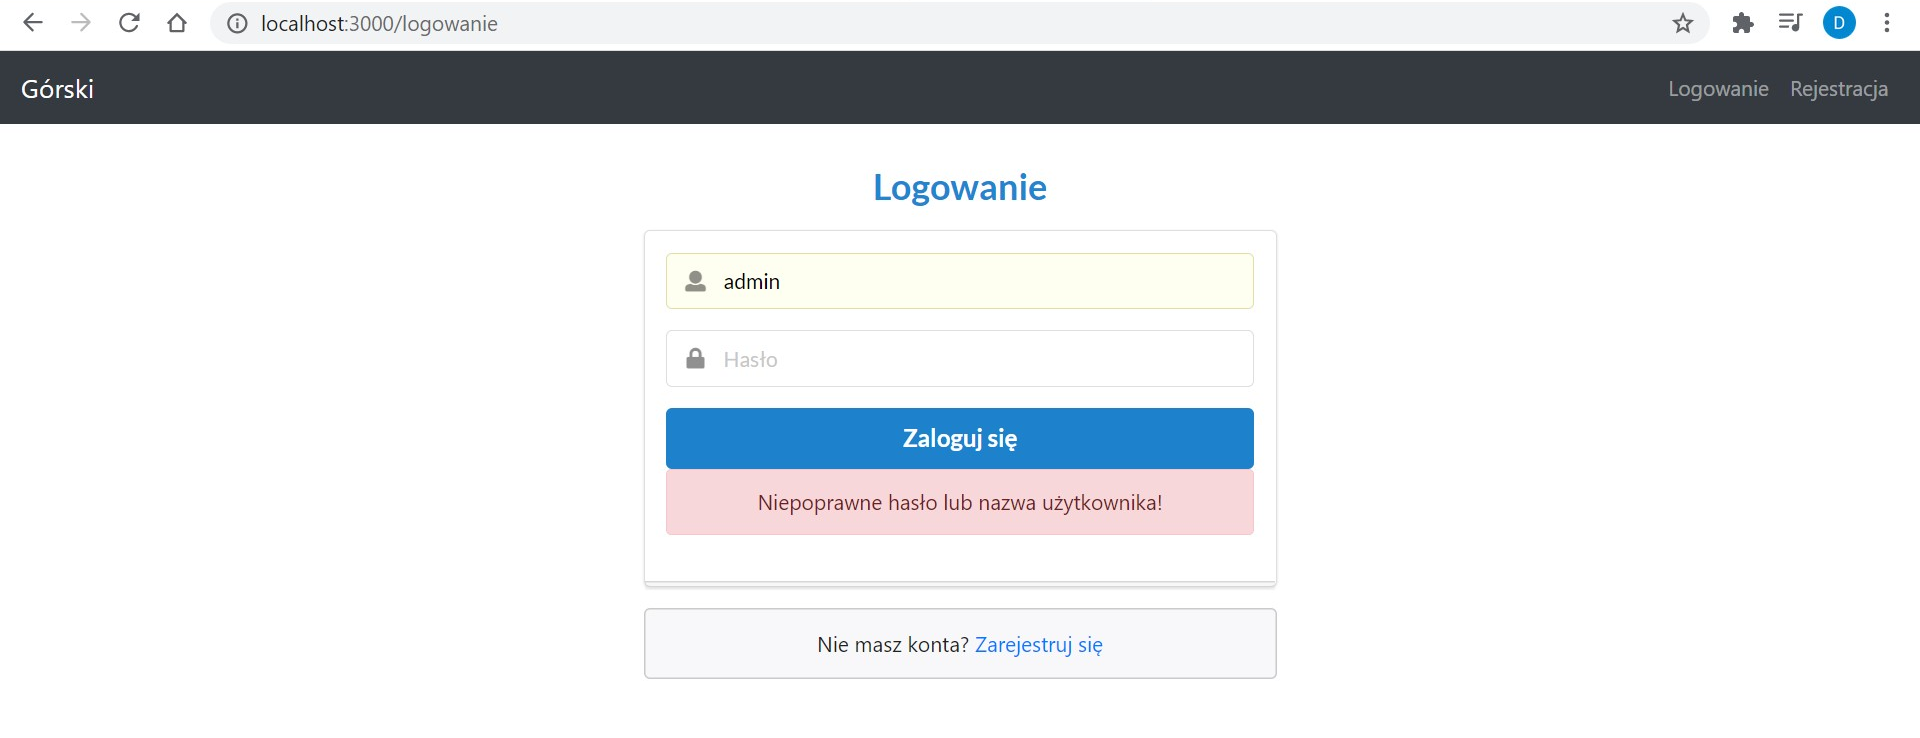 localhost:3000/logowanie
D
Górski
Logowanie Rejestracja
Logowanie
admin
Hasło
Zaloguj się
Niepoprawne hasło lub nazwa użytkownika!
Nie masz konta? Zarejestruj się